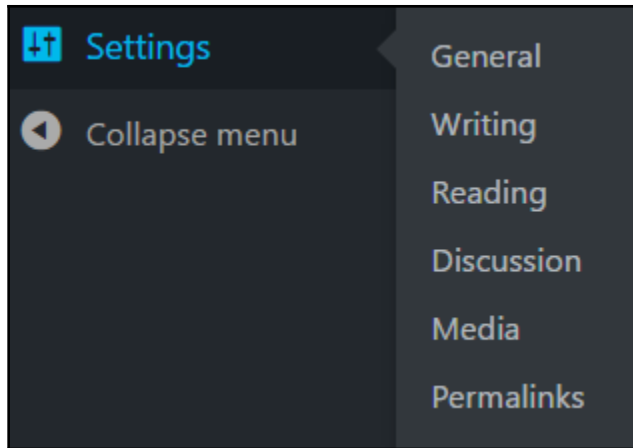 Settings
Collapse menu
General
Writing
Reading
Discussion
Media
Permalinks